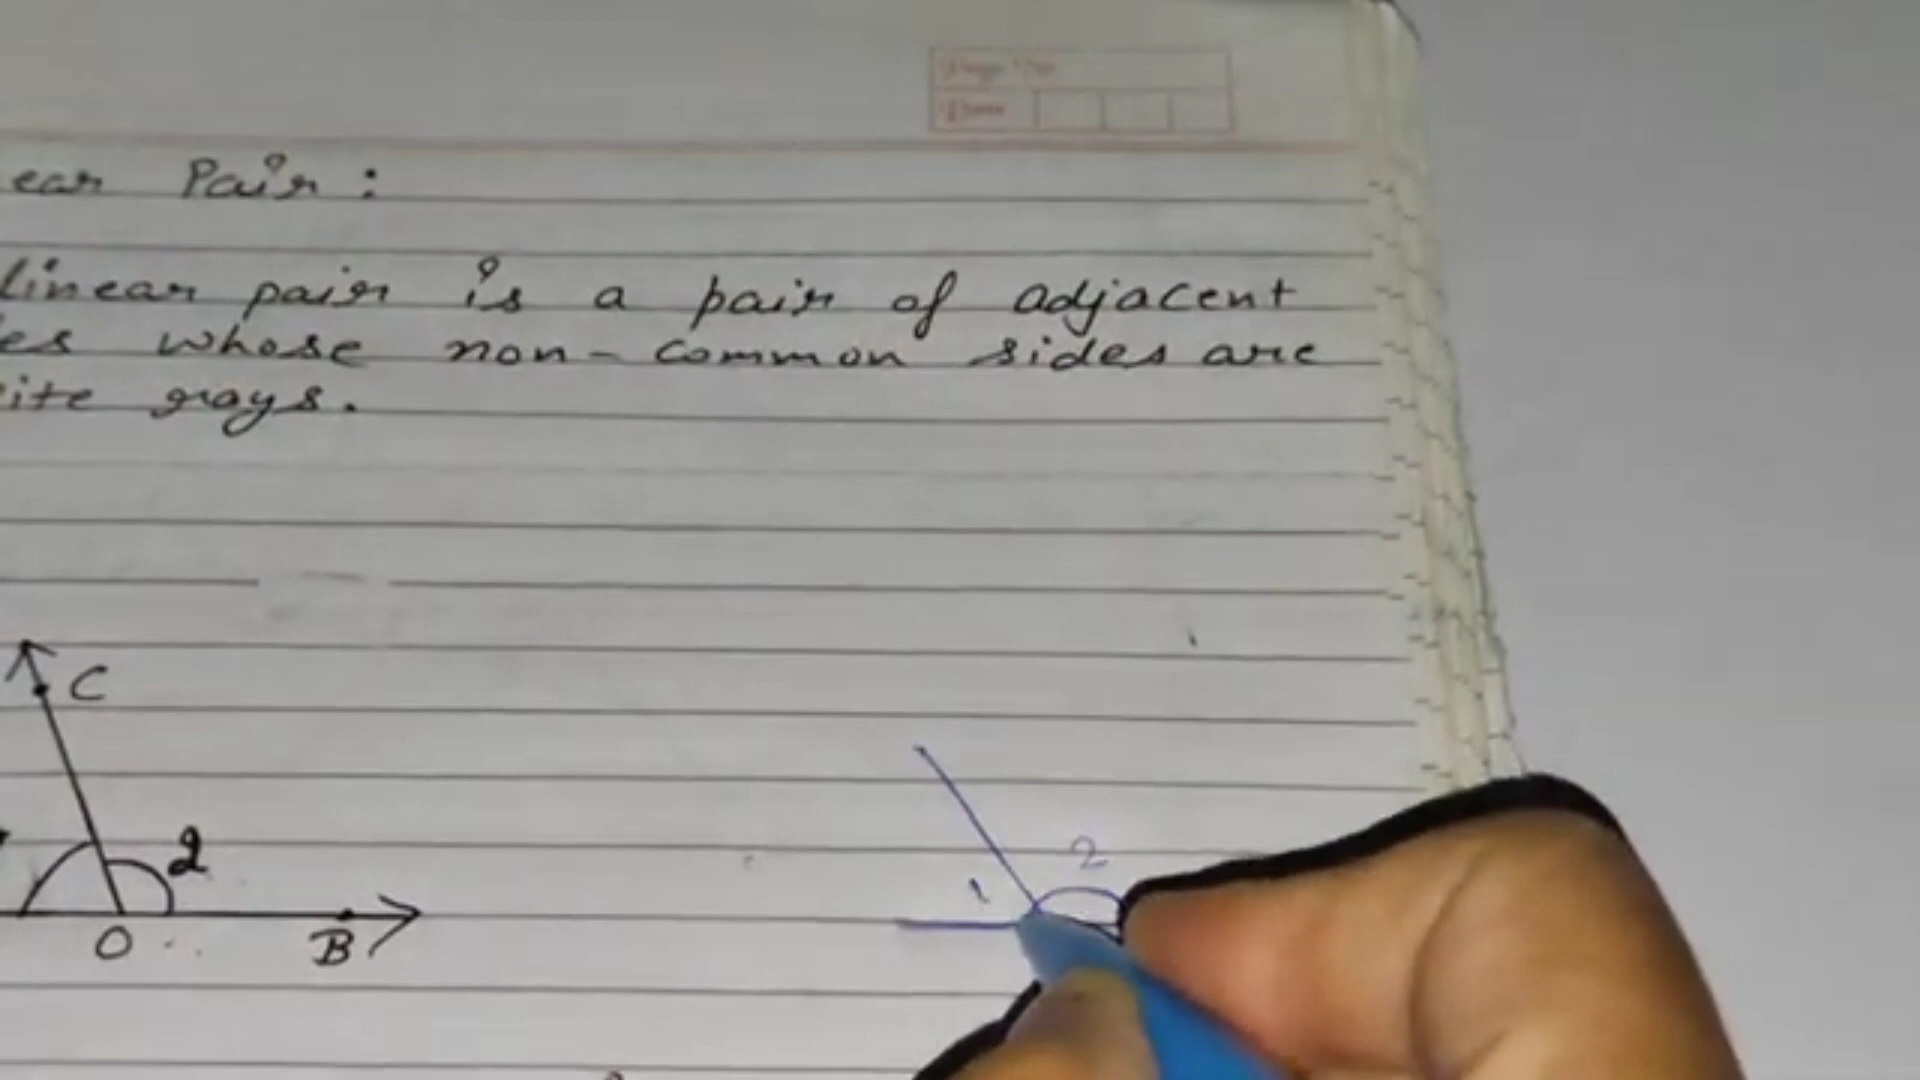 ear Pair :
linear pair is a pair of adjacent
es whose non-common sides are
ite rays.
C
2
2
1
O
B